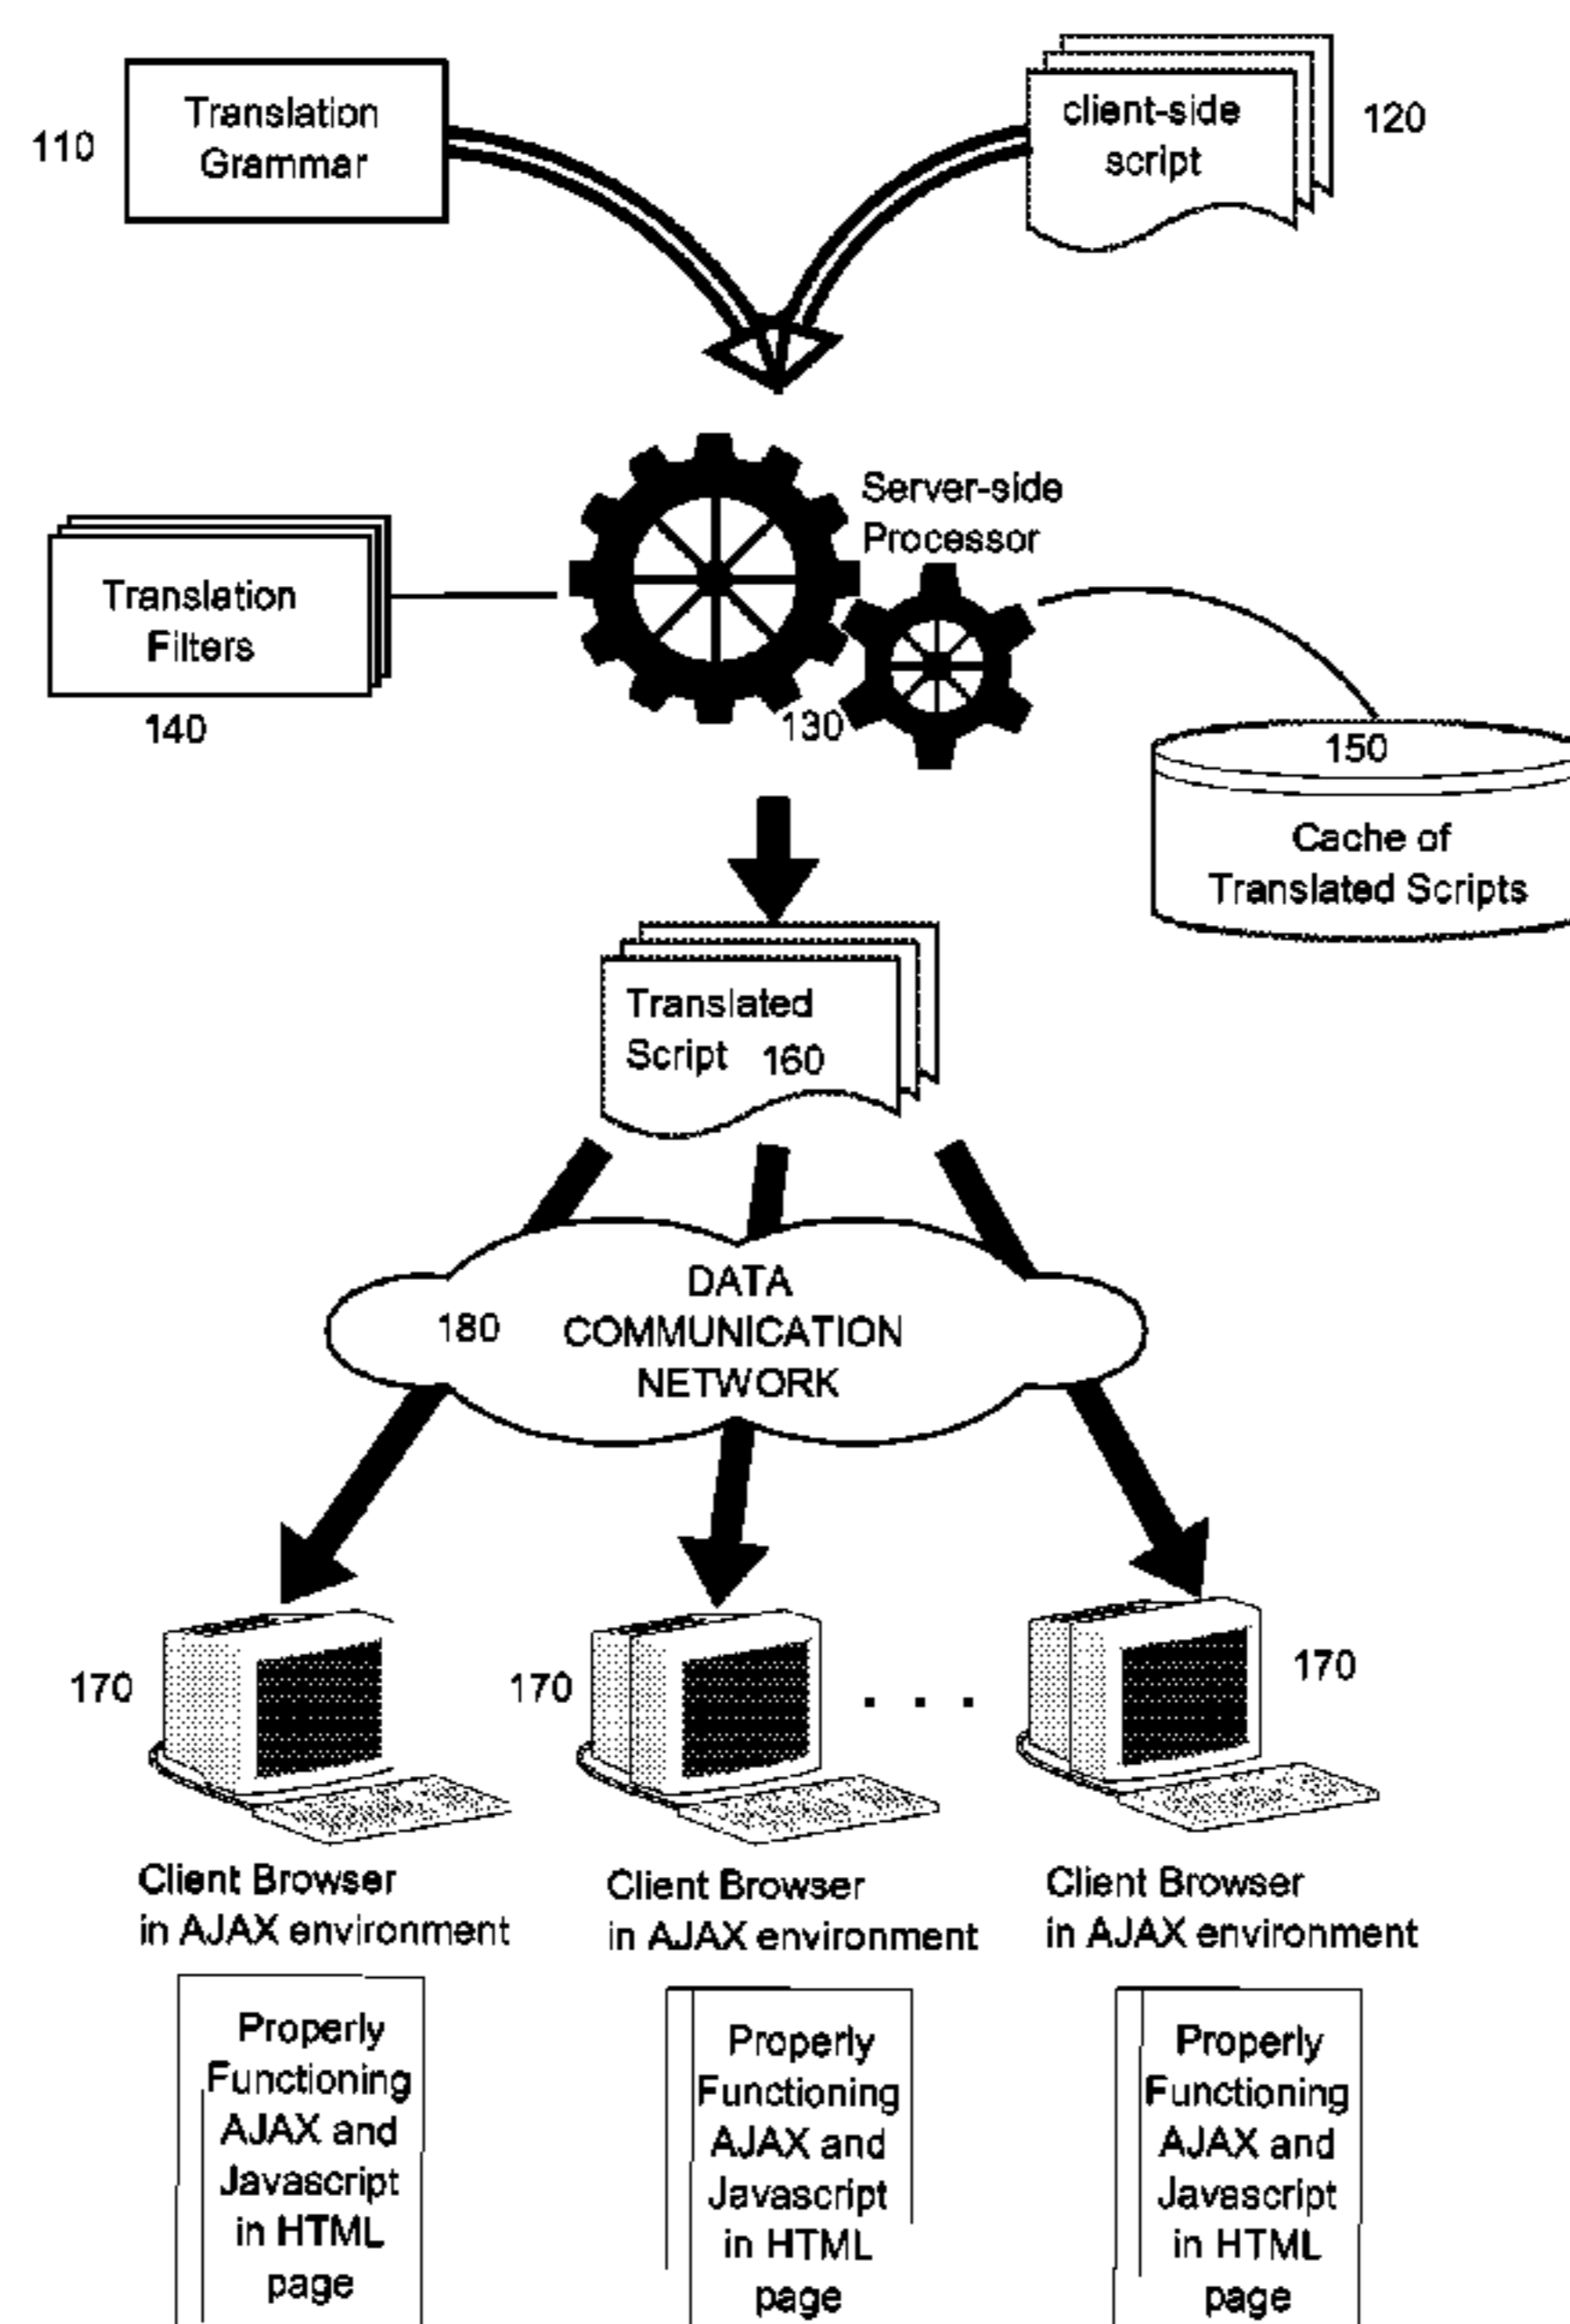 110
Translation
Grammar
client-side
script
120
Server-side
Processor
Translation
Filters
140
130
150
Cache of
Translated Scripts
Translated
Script 160
DATA
180 COMMUNICATION
NETWORK
170
170
. . .
170
Client Browser
in AJAX environment
Client Browser
in AJAX environment
Client Browser
in AJAX environment
Properly
Functioning
AJAX and
Javascript
in HTML
page
Properly
Functioning
AJAX and
Javascript
in HTML
page
Properly
Functioning
AJAX and
Javascript
in HTML
page